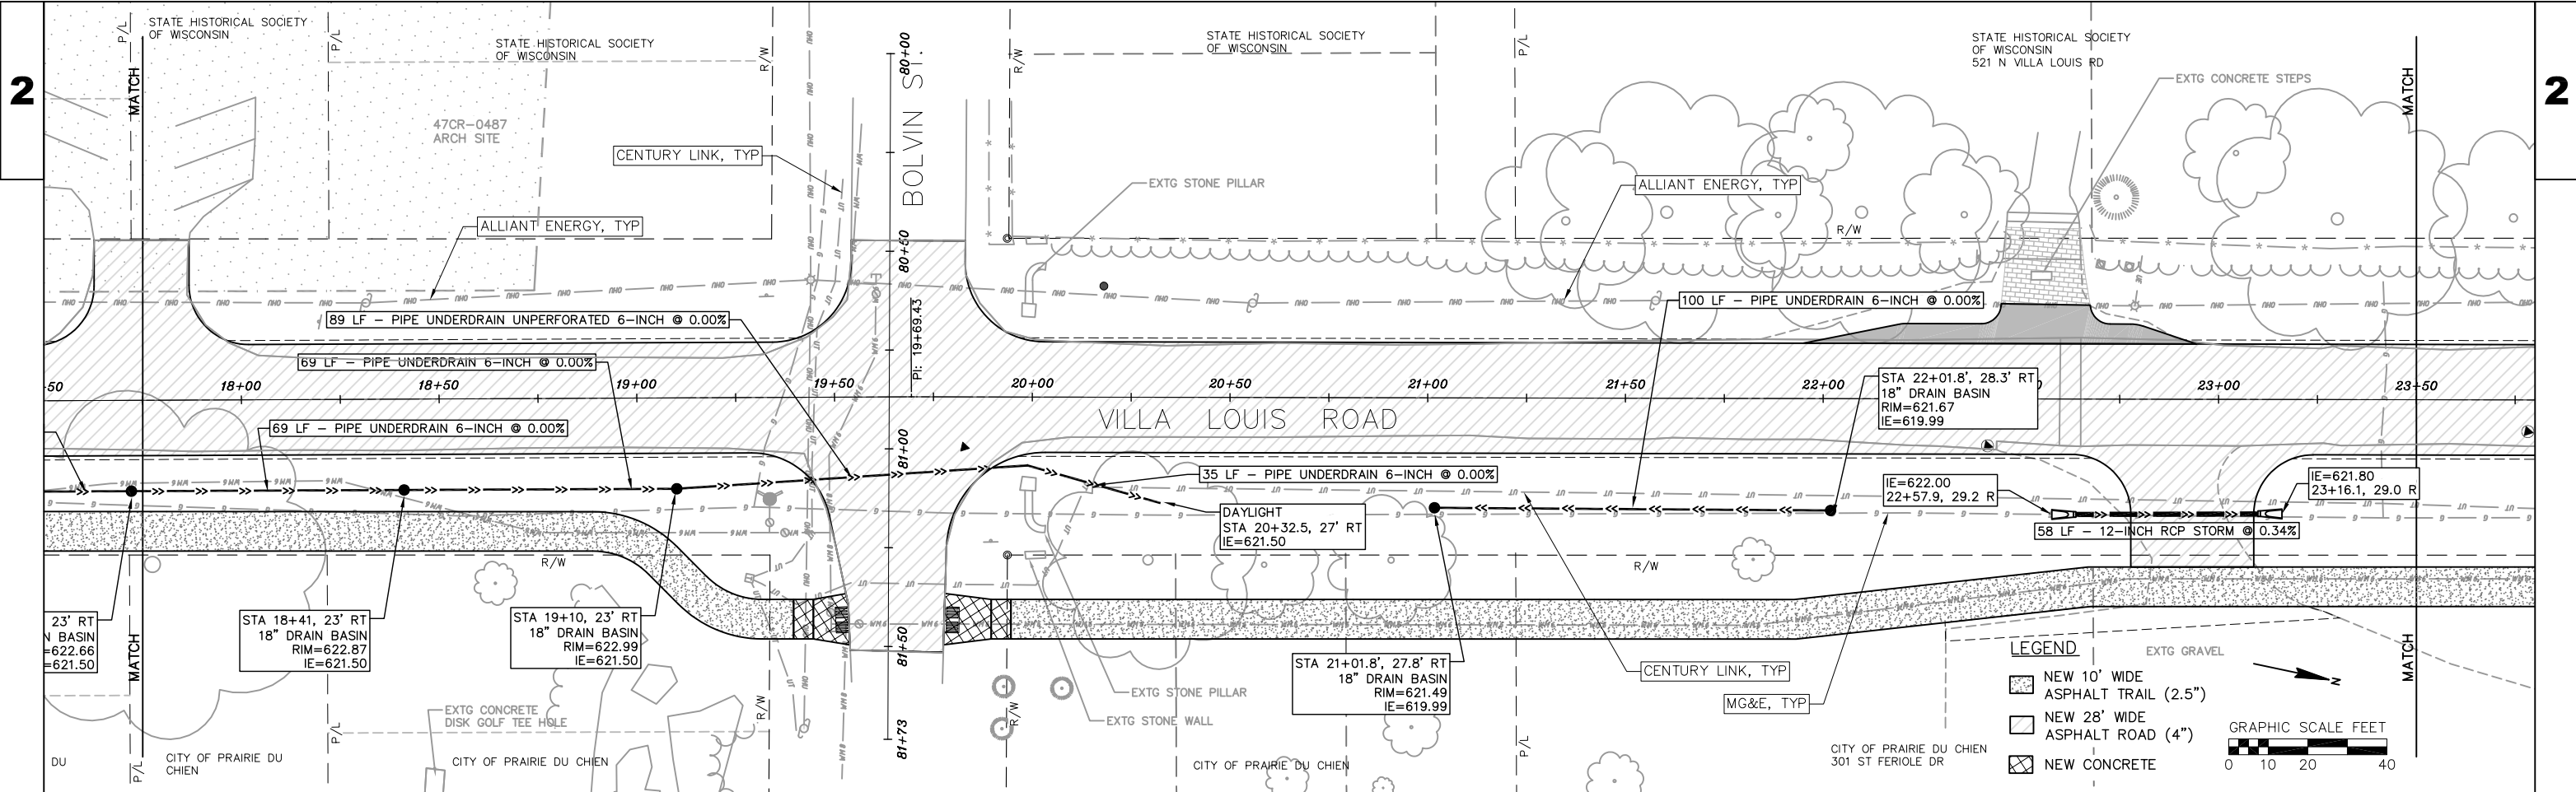 2
2
P/L
STATE HISTORICAL SOCIETY
OF WISCONSIN
P/L
STATE HISTORICAL SOCIETY
OF WISCONSIN
R/W
80+00
BOLVIN ST.
R/W
STATE HISTORICAL SOCIETY
OF WISCONSIN
P/L
STATE HISTORICAL SOCIETY
OF WISCONSIN
521 N VILLA LOUIS RD
EXTG CONCRETE STEPS
MATCH
MATCH
47CR-0487
ARCH SITE
CENTURY LINK, TYP
EXTG STONE PILLAR
ALLIANT ENERGY, TYP
ALLIANT ENERGY, TYP
R/W
80+50
PI: 19+69.43
89 LF - PIPE UNDERDRAIN UNPERFORATED 6-INCH @ 0.00%
100 LF - PIPE UNDERDRAIN 6-INCH @ 0.00%
69 LF - PIPE UNDERDRAIN 6-INCH @ 0.00%
50
18+00
18+50
19+00
19+50
20+00
20+50
21+00
21+50
22+00
23+00
23+50
STA 22+01.8', 28.3' RT
18" DRAIN BASIN
RIM=621.67
IE=619.99
VILLA LOUIS ROAD
69 LF - PIPE UNDERDRAIN 6-INCH @ 0.00%
81+00
35 LF - PIPE UNDERDRAIN 6-INCH @ 0.00%
IE=622.00
22+57.9, 29.2 R
IE=621.80
23+16.1, 29.0 R
DAYLIGHT
STA 20+32.5, 27' RT
IE=621.50
58 LF - 12-INCH RCP STORM @ 0.34%
R/W
R/W
23' RT
N BASIN
=622.66
=621.50
STA 18+41, 23' RT
18" DRAIN BASIN
RIM=622.87
IE=621.50
STA 19+10, 23' RT
18" DRAIN BASIN
RIM=622.99
IE=621.50
81+50
STA 21+01.8', 27.8' RT
18" DRAIN BASIN
RIM=621.49
IE=619.99
MATCH
MATCH
CENTURY LINK, TYP
MG&E, TYP
EXTG STONE PILLAR
EXTG STONE WALL
EXTG CONCRETE
DISK GOLF TEE HOLE
R/W
R/W
P/L
P/L
P/L
81+73
DU
CITY OF PRAIRIE DU
CHIEN
CITY OF PRAIRIE DU CHIEN
CITY OF PRAIRIE DU CHIEN
CITY OF PRAIRIE DU CHIEN
301 ST FERIOLE DR
LEGEND
EXTG GRAVEL
N
NEW 10' WIDE
ASPHALT TRAIL (2.5")
NEW 28' WIDE
ASPHALT ROAD (4")
NEW CONCRETE
GRAPHIC SCALE FEET
0 10 20 40